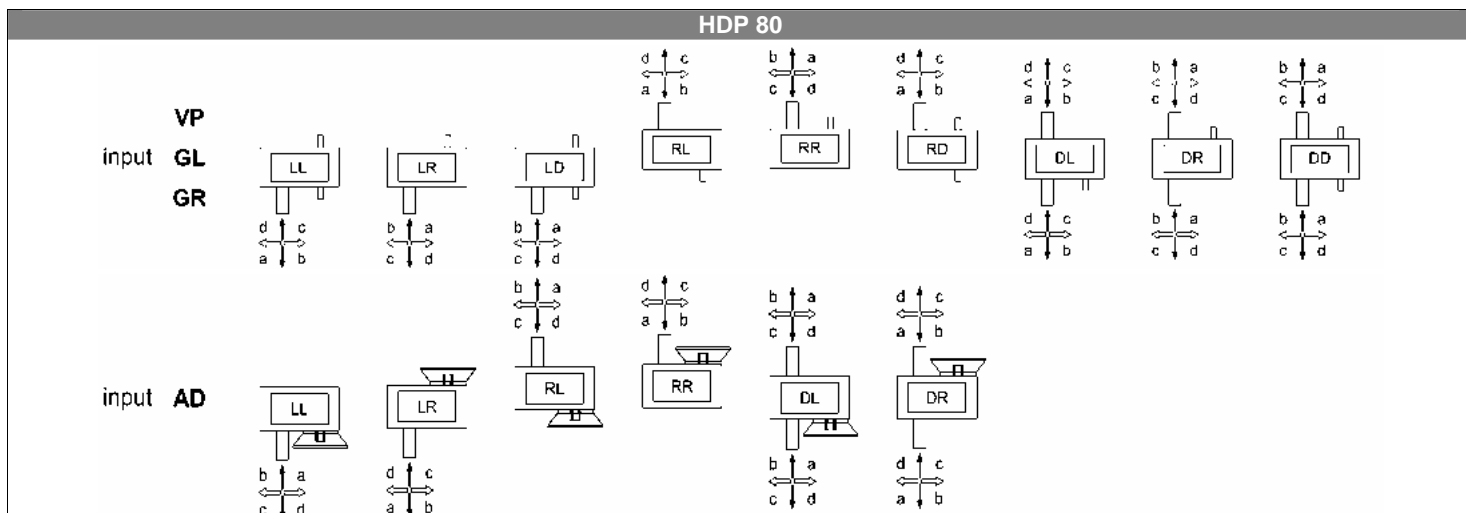 HDP 80
d c b a d c
a b c d a b
d c b a b a
a b c d c d
VP
input GL
GR
LL LR LD RL RR RD DL DR DD
d c b a b a
a b c d c d
d c b a b a
a b c d c d
b a d c
c d a b
b a d c
c d a b
input AD
LL LR RL RR DL DR
b a d c
c d a b
b a d c
c d a b